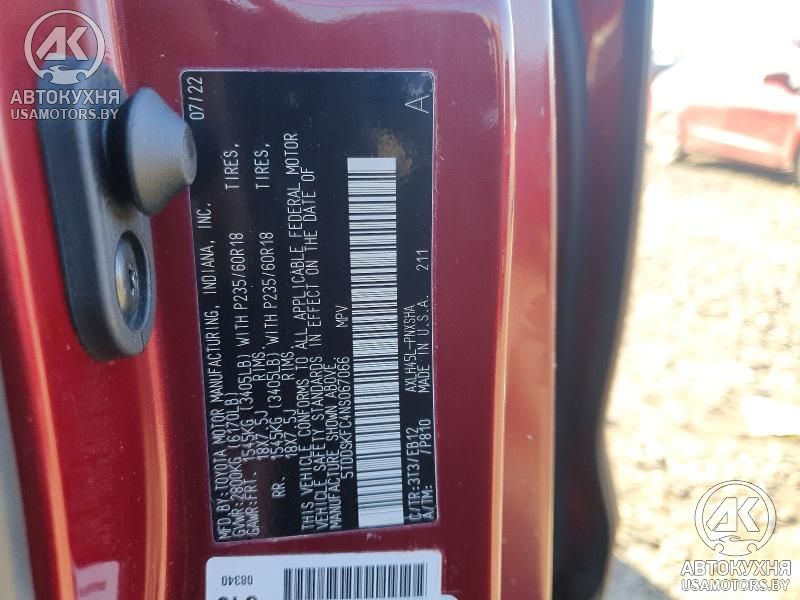 АВТОКУХНЯ
USAMOTORS.BY
MFD. BY: TOYOTA MOTOR MANUFACTURING, INDIANA, INC. 07/22
GVWR: 2800KG (6170LB)
GAWR: FRT. 1545KG (3405LB) WITH P235/60R18 TIRES,
18X7.5J RIMS,
RR. 1545KG (3405LB) WITH P235/60R18 TIRES,
18X7.5J RIMS,
THIS VEHICLE CONFORMS TO ALL APPLICABLE FEDERAL MOTOR
VEHICLE SAFETY STANDARDS IN EFFECT ON THE DATE OF
MANUFACTURE SHOWN ABOVE.
5TDDSKFC4NS067066 MPV
A
C/TR:3T3/EB12 AXLHA5L-PNXSHA
A/TM: /P810 MADE IN U.S.A. 211
08340
АВТОКУХНЯ
USAMOTORS.BY